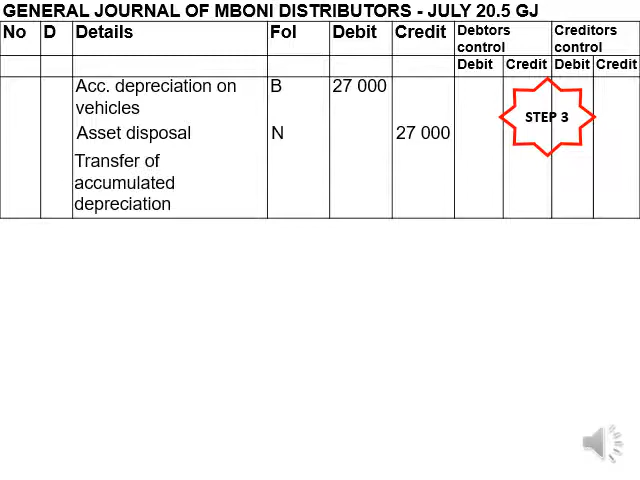 GENERAL JOURNAL OF MBONI DISTRIBUTORS - JULY 20.5 GJ
No D Details Fol Debit Credit Debtors control Creditors control
Debit Credit Debit Credit
Acc. depreciation on vehicles B 27 000
Asset disposal N 27 000
Transfer of
accumulated
depreciation
STEP 3